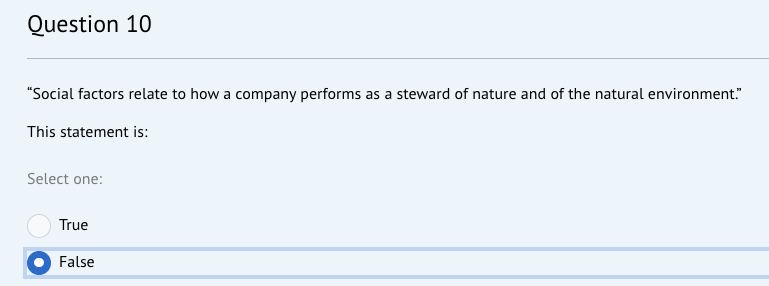 Question 10
“Social factors relate to how a company performs as a steward of nature and of the natural environment.”
This statement is:
Select one:
True
False